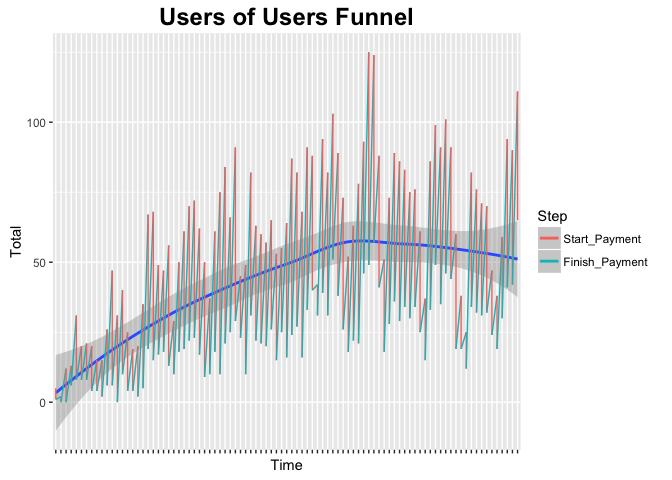 Users of Users Funnel
Total
100
50
0
Time
Step
Start_Payment
Finish_Payment